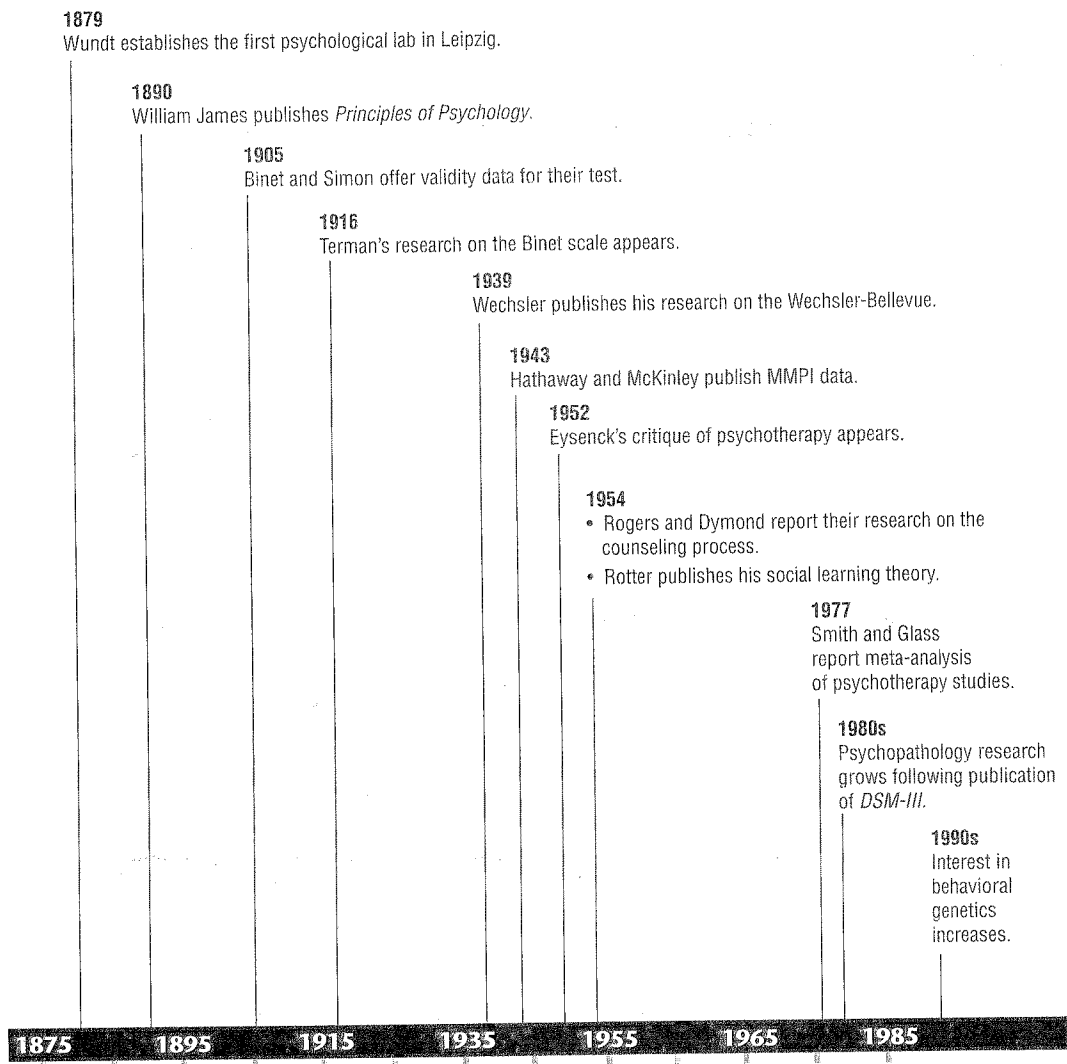 1879
Wundt establishes the first psychological lab in Leipzig.
1890
William James publishes Principles of Psychology.
1905
Binet and Simon offer validity data for their test.
1916
Terman's research on the Binet scale appears.
1939
Wechsler publishes his research on the Wechsler-Bellevue.
1943
Hathaway and McKinley publish MMPI data.
1952
Eysenck's critique of psychotherapy appears.
1954
• Rogers and Dymond report their research on the
counseling process.
• Rotter publishes his social learning theory.
1977
Smith and Glass
report meta-analysis
of psychotherapy studies.
1980s
Psychopathology research
grows following publication
of DSM-III.
1990s
Interest in
behavioral
genetics
increases.
1875 1895 1915 1935 1955 1965 1985